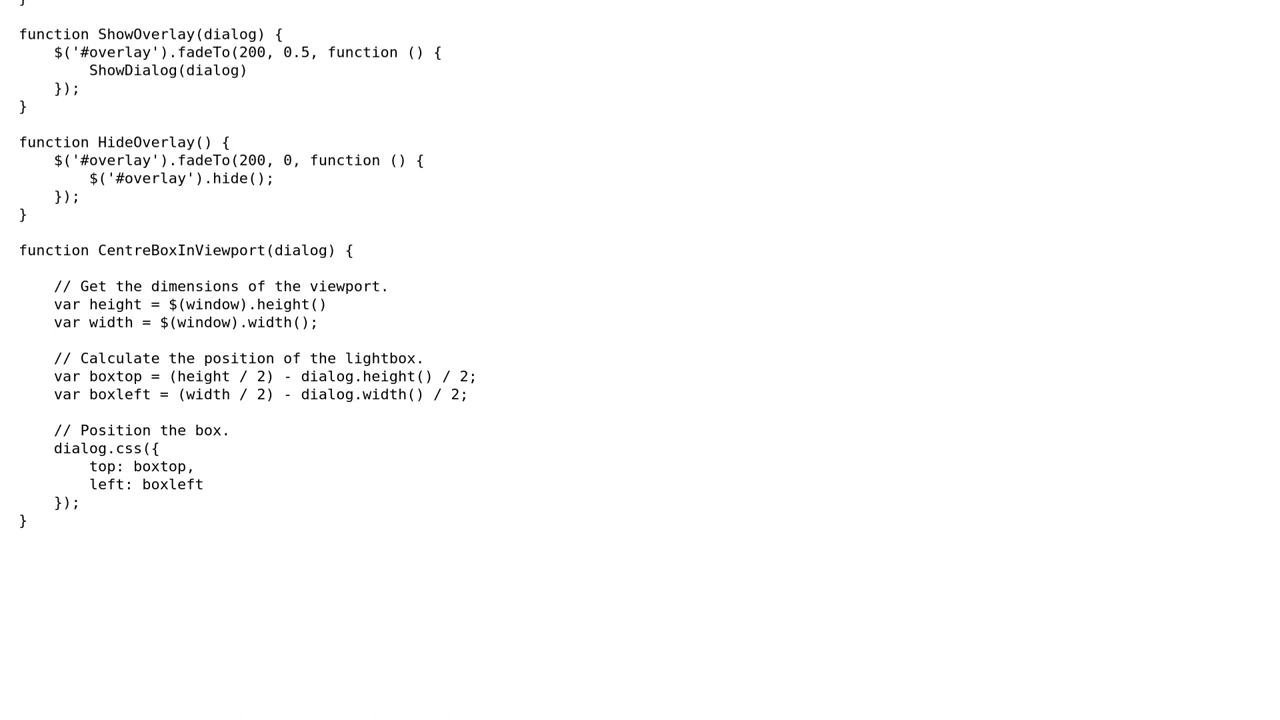 }

function ShowOverlay(dialog) {
    $('#overlay').fadeTo(200, 0.5, function () {
        ShowDialog(dialog)
    });
}

function HideOverlay() {
    $('#overlay').fadeTo(200, 0, function () {
        $('#overlay').hide();
    });
}

function CentreBoxInViewport(dialog) {

    // Get the dimensions of the viewport.
    var height = $(window).height()
    var width = $(window).width();

    // Calculate the position of the lightbox.
    var boxtop = (height / 2) - dialog.height() / 2;
    var boxleft = (width / 2) - dialog.width() / 2;

    // Position the box.
    dialog.css({
        top: boxtop,
        left: boxleft
    });
}